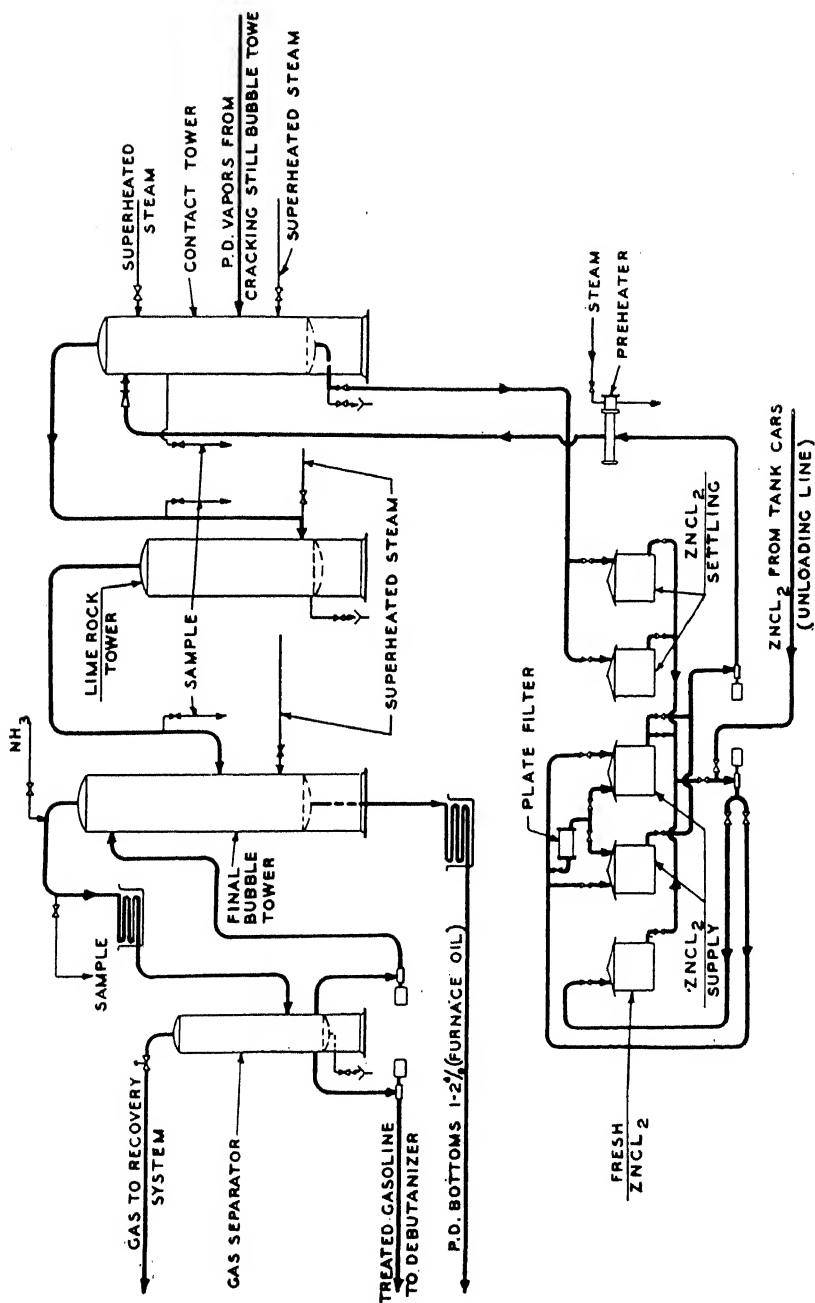 SUPERHEATED
STEAM
CONTACT TOWER
P.D. VAPORS FROM
CRACKING STILL BUBBLE TOWE
SUPERHEATED STEAM
LIME ROCK
TOWER
SAMPLE
SUPERHEATED STEAM
NH3
FINAL
BUBBLE
TOWER
SAMPLE
GAS TO RECOVERY
SYSTEM
GAS SEPARATOR
TREATED GASOLINE
TO DEBUTANIZER
P.D. BOTTOMS 1-2% (FURNACE OIL)
STEAM
PREHEATER
ZNCL2
SETTLING
ZNCL2 FROM TANK CARS
(UNLOADING LINE)
PLATE FILTER
ZNCL2
SUPPLY
FRESH
ZNCL2